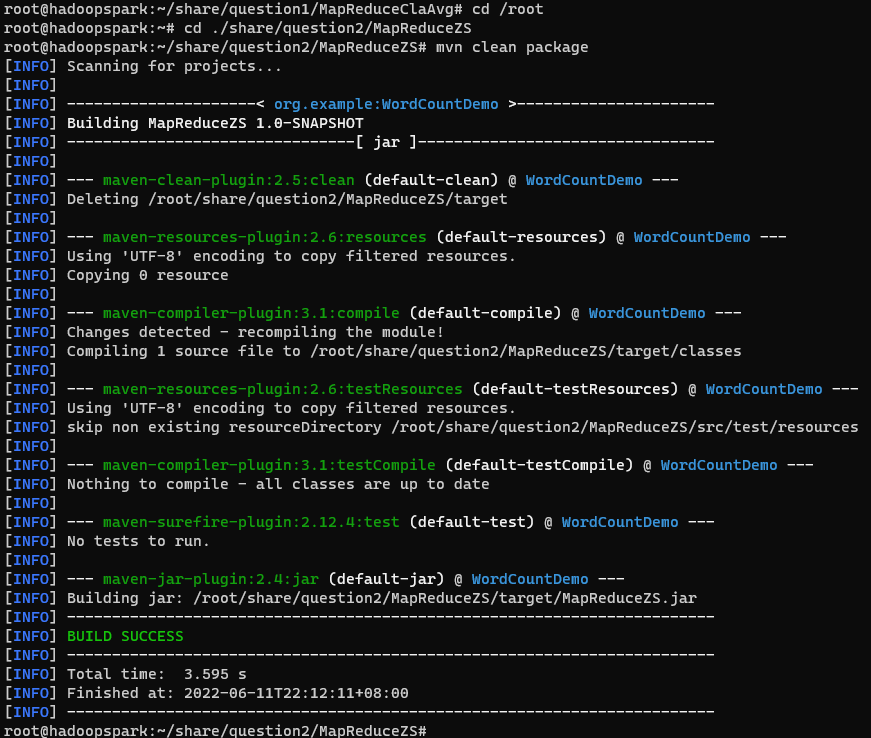 root@hadoopspark:~/share/question1/MapReduceClaAvg# cd /root
root@hadoopspark:~# cd ./share/question2/MapReduceZS
root@hadoopspark:~/share/question2/MapReduceZS# mvn clean package
[INFO] Scanning for projects...
[INFO]
[INFO] ---------------------< org.example:WordCountDemo >----------------------
[INFO] Building MapReduceZS 1.0-SNAPSHOT
[INFO] --------------------------------[ jar ]---------------------------------
[INFO]
[INFO] --- maven-clean-plugin:2.5:clean (default-clean) @ WordCountDemo ---
[INFO] Deleting /root/share/question2/MapReduceZS/target
[INFO]
[INFO] --- maven-resources-plugin:2.6:resources (default-resources) @ WordCountDemo ---
[INFO] Using 'UTF-8' encoding to copy filtered resources.
[INFO] Copying 0 resource
[INFO]
[INFO] --- maven-compiler-plugin:3.1:compile (default-compile) @ WordCountDemo ---
[INFO] Changes detected - recompiling the module!
[INFO] Compiling 1 source file to /root/share/question2/MapReduceZS/target/classes
[INFO]
[INFO] --- maven-resources-plugin:2.6:testResources (default-testResources) @ WordCountDemo ---
[INFO] Using 'UTF-8' encoding to copy filtered resources.
[INFO] skip non existing resourceDirectory /root/share/question2/MapReduceZS/src/test/resources
[INFO]
[INFO] --- maven-compiler-plugin:3.1:testCompile (default-testCompile) @ WordCountDemo ---
[INFO] Nothing to compile - all classes are up to date
[INFO]
[INFO] --- maven-surefire-plugin:2.12.4:test (default-test) @ WordCountDemo ---
[INFO] No tests to run.
[INFO]
[INFO] --- maven-jar-plugin:2.4:jar (default-jar) @ WordCountDemo ---
[INFO] Building jar: /root/share/question2/MapReduceZS/target/MapReduceZS.jar
[INFO] ------------------------------------------------------------------------
[INFO] BUILD SUCCESS
[INFO] ------------------------------------------------------------------------
[INFO] Total time:  3.595 s
[INFO] Finished at: 2022-06-11T22:12:11+08:00
[INFO] ------------------------------------------------------------------------
root@hadoopspark:~/share/question2/MapReduceZS#